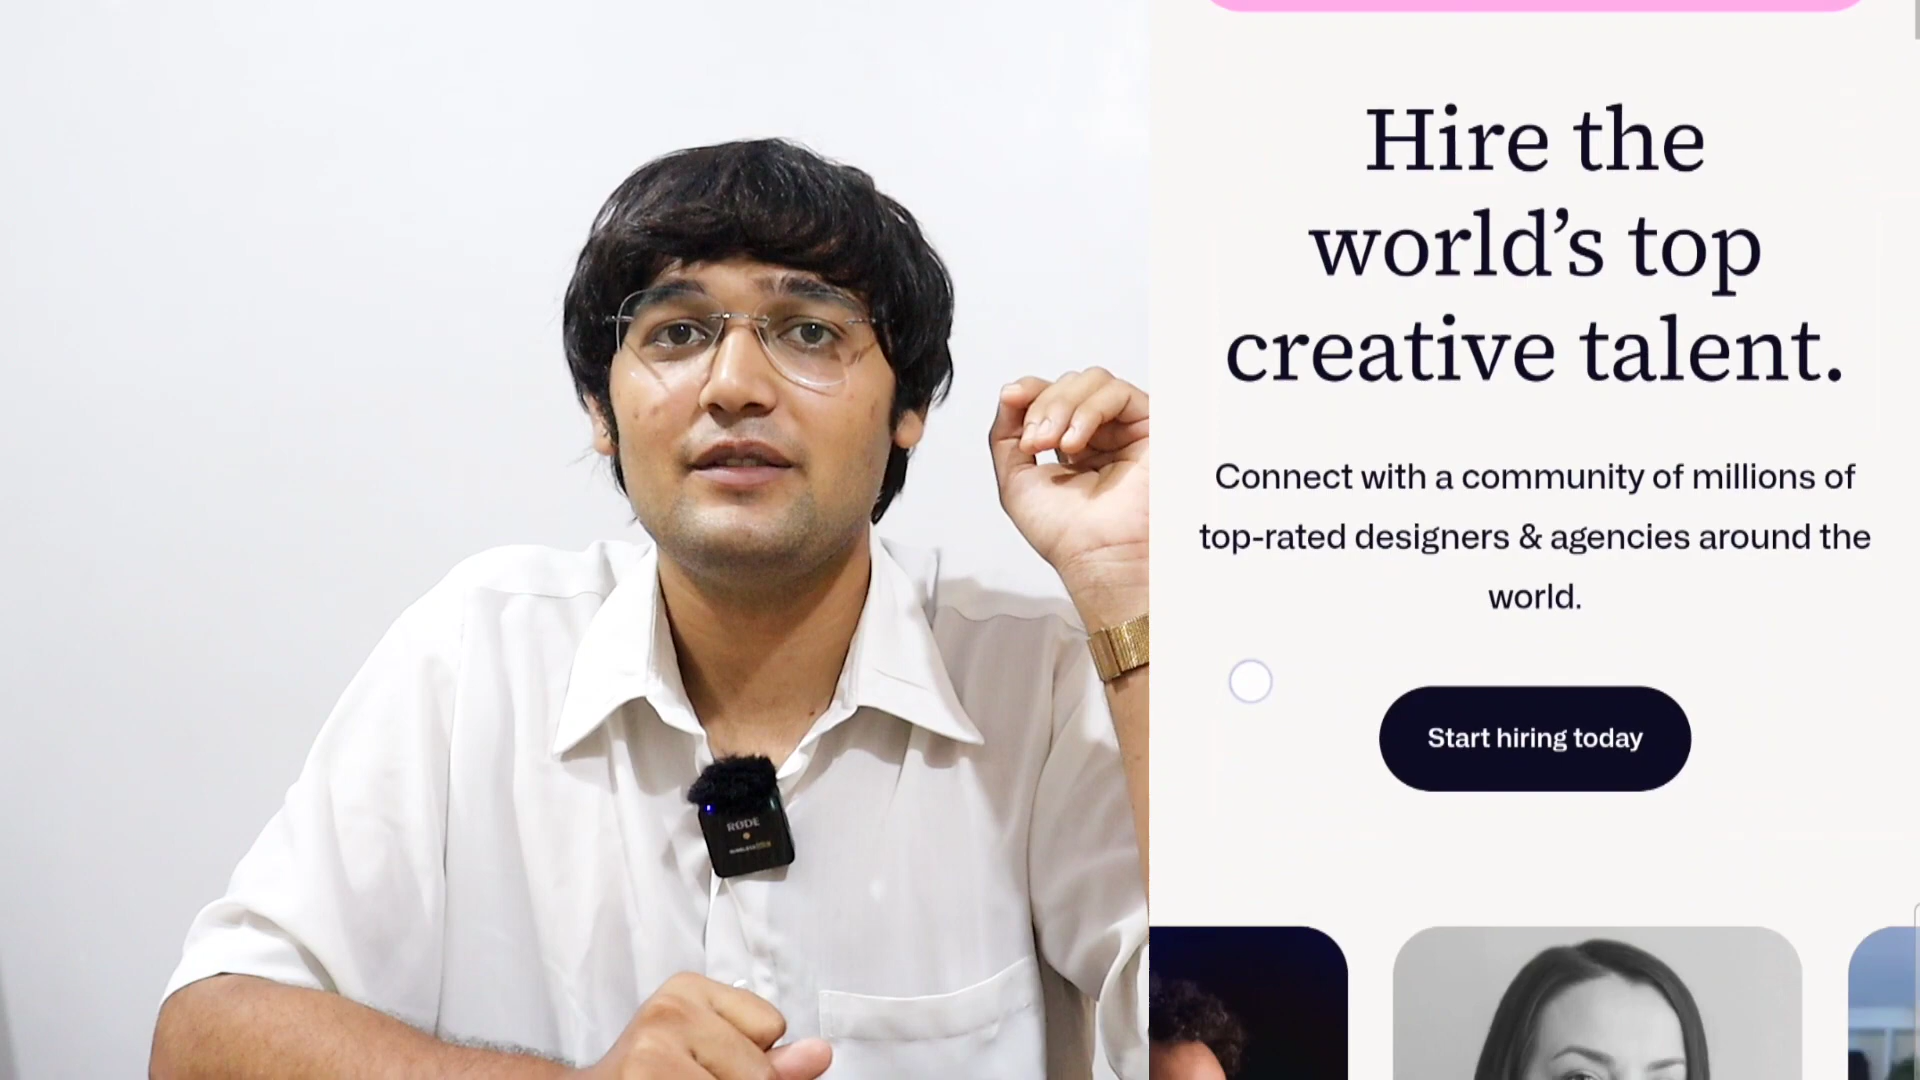 Hire the
world’s top
creative talent.
Connect with a community of millions of
top-rated designers & agencies around the
world.
Start hiring today
RØDE